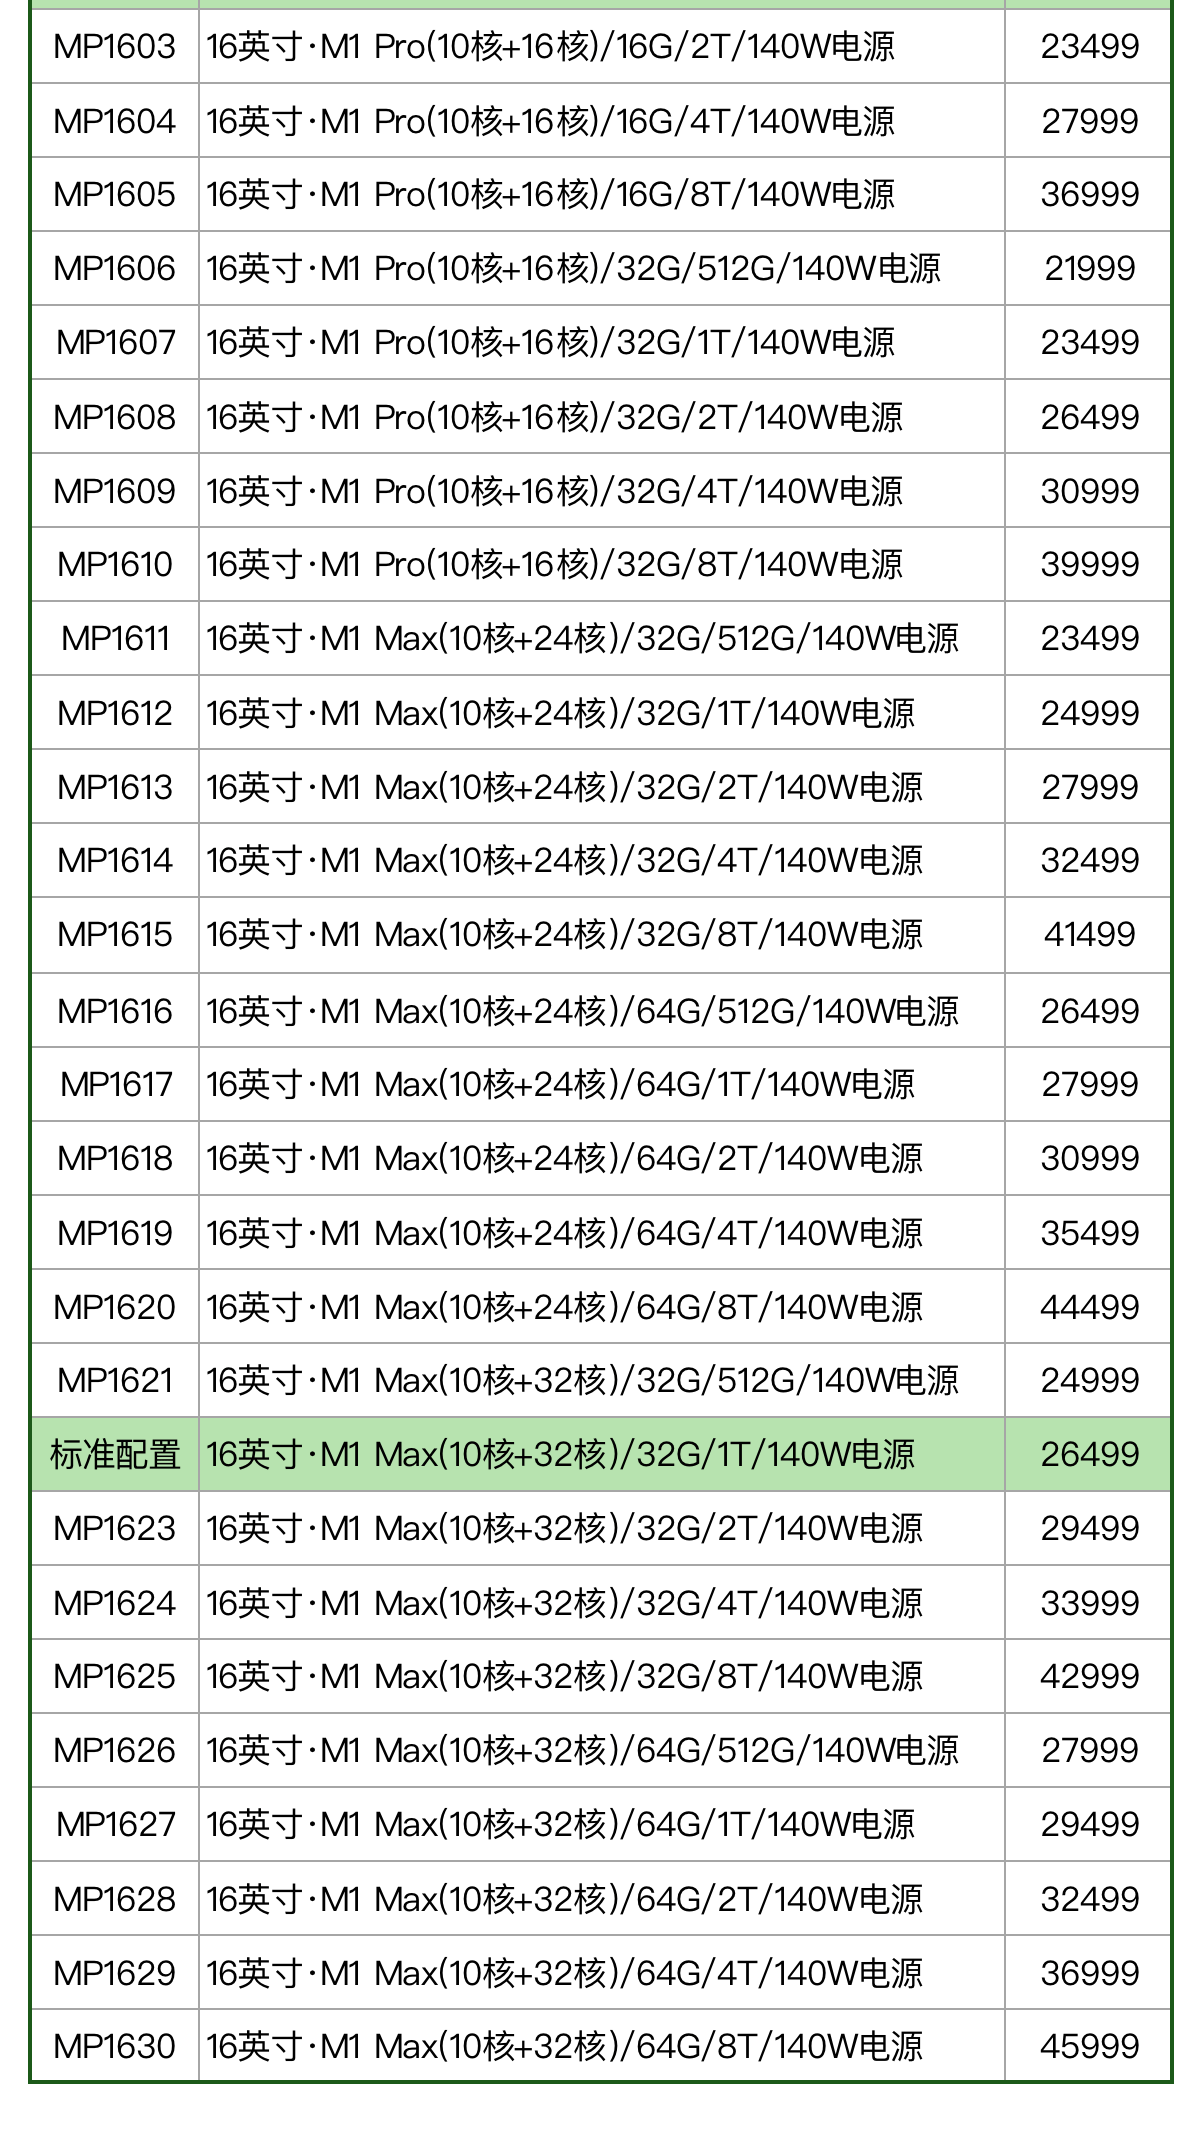 MP1603 16英寸·M1 Pro(10核+16核)/16G/2T/140W电源 23499
MP1604 16英寸·M1 Pro(10核+16核)/16G/4T/140W电源 27999
MP1605 16英寸·M1 Pro(10核+16核)/16G/8T/140W电源 36999
MP1606 16英寸·M1 Pro(10核+16核)/32G/512G/140W电源 21999
MP1607 16英寸·M1 Pro(10核+16核)/32G/1T/140W电源 23499
MP1608 16英寸·M1 Pro(10核+16核)/32G/2T/140W电源 26499
MP1609 16英寸·M1 Pro(10核+16核)/32G/4T/140W电源 30999
MP1610 16英寸·M1 Pro(10核+16核)/32G/8T/140W电源 39999
MP1611 16英寸·M1 Max(10核+24核)/32G/512G/140W电源 23499
MP1612 16英寸·M1 Max(10核+24核)/32G/1T/140W电源 24999
MP1613 16英寸·M1 Max(10核+24核)/32G/2T/140W电源 27999
MP1614 16英寸·M1 Max(10核+24核)/32G/4T/140W电源 32499
MP1615 16英寸·M1 Max(10核+24核)/32G/8T/140W电源 41499
MP1616 16英寸·M1 Max(10核+24核)/64G/512G/140W电源 26499
MP1617 16英寸·M1 Max(10核+24核)/64G/1T/140W电源 27999
MP1618 16英寸·M1 Max(10核+24核)/64G/2T/140W电源 30999
MP1619 16英寸·M1 Max(10核+24核)/64G/4T/140W电源 35499
MP1620 16英寸·M1 Max(10核+24核)/64G/8T/140W电源 44499
MP1621 16英寸·M1 Max(10核+32核)/32G/512G/140W电源 24999
标准配置 16英寸·M1 Max(10核+32核)/32G/1T/140W电源 26499
MP1623 16英寸·M1 Max(10核+32核)/32G/2T/140W电源 29499
MP1624 16英寸·M1 Max(10核+32核)/32G/4T/140W电源 33999
MP1625 16英寸·M1 Max(10核+32核)/32G/8T/140W电源 42999
MP1626 16英寸·M1 Max(10核+32核)/64G/512G/140W电源 27999
MP1627 16英寸·M1 Max(10核+32核)/64G/1T/140W电源 29499
MP1628 16英寸·M1 Max(10核+32核)/64G/2T/140W电源 32499
MP1629 16英寸·M1 Max(10核+32核)/64G/4T/140W电源 36999
MP1630 16英寸·M1 Max(10核+32核)/64G/8T/140W电源 45999